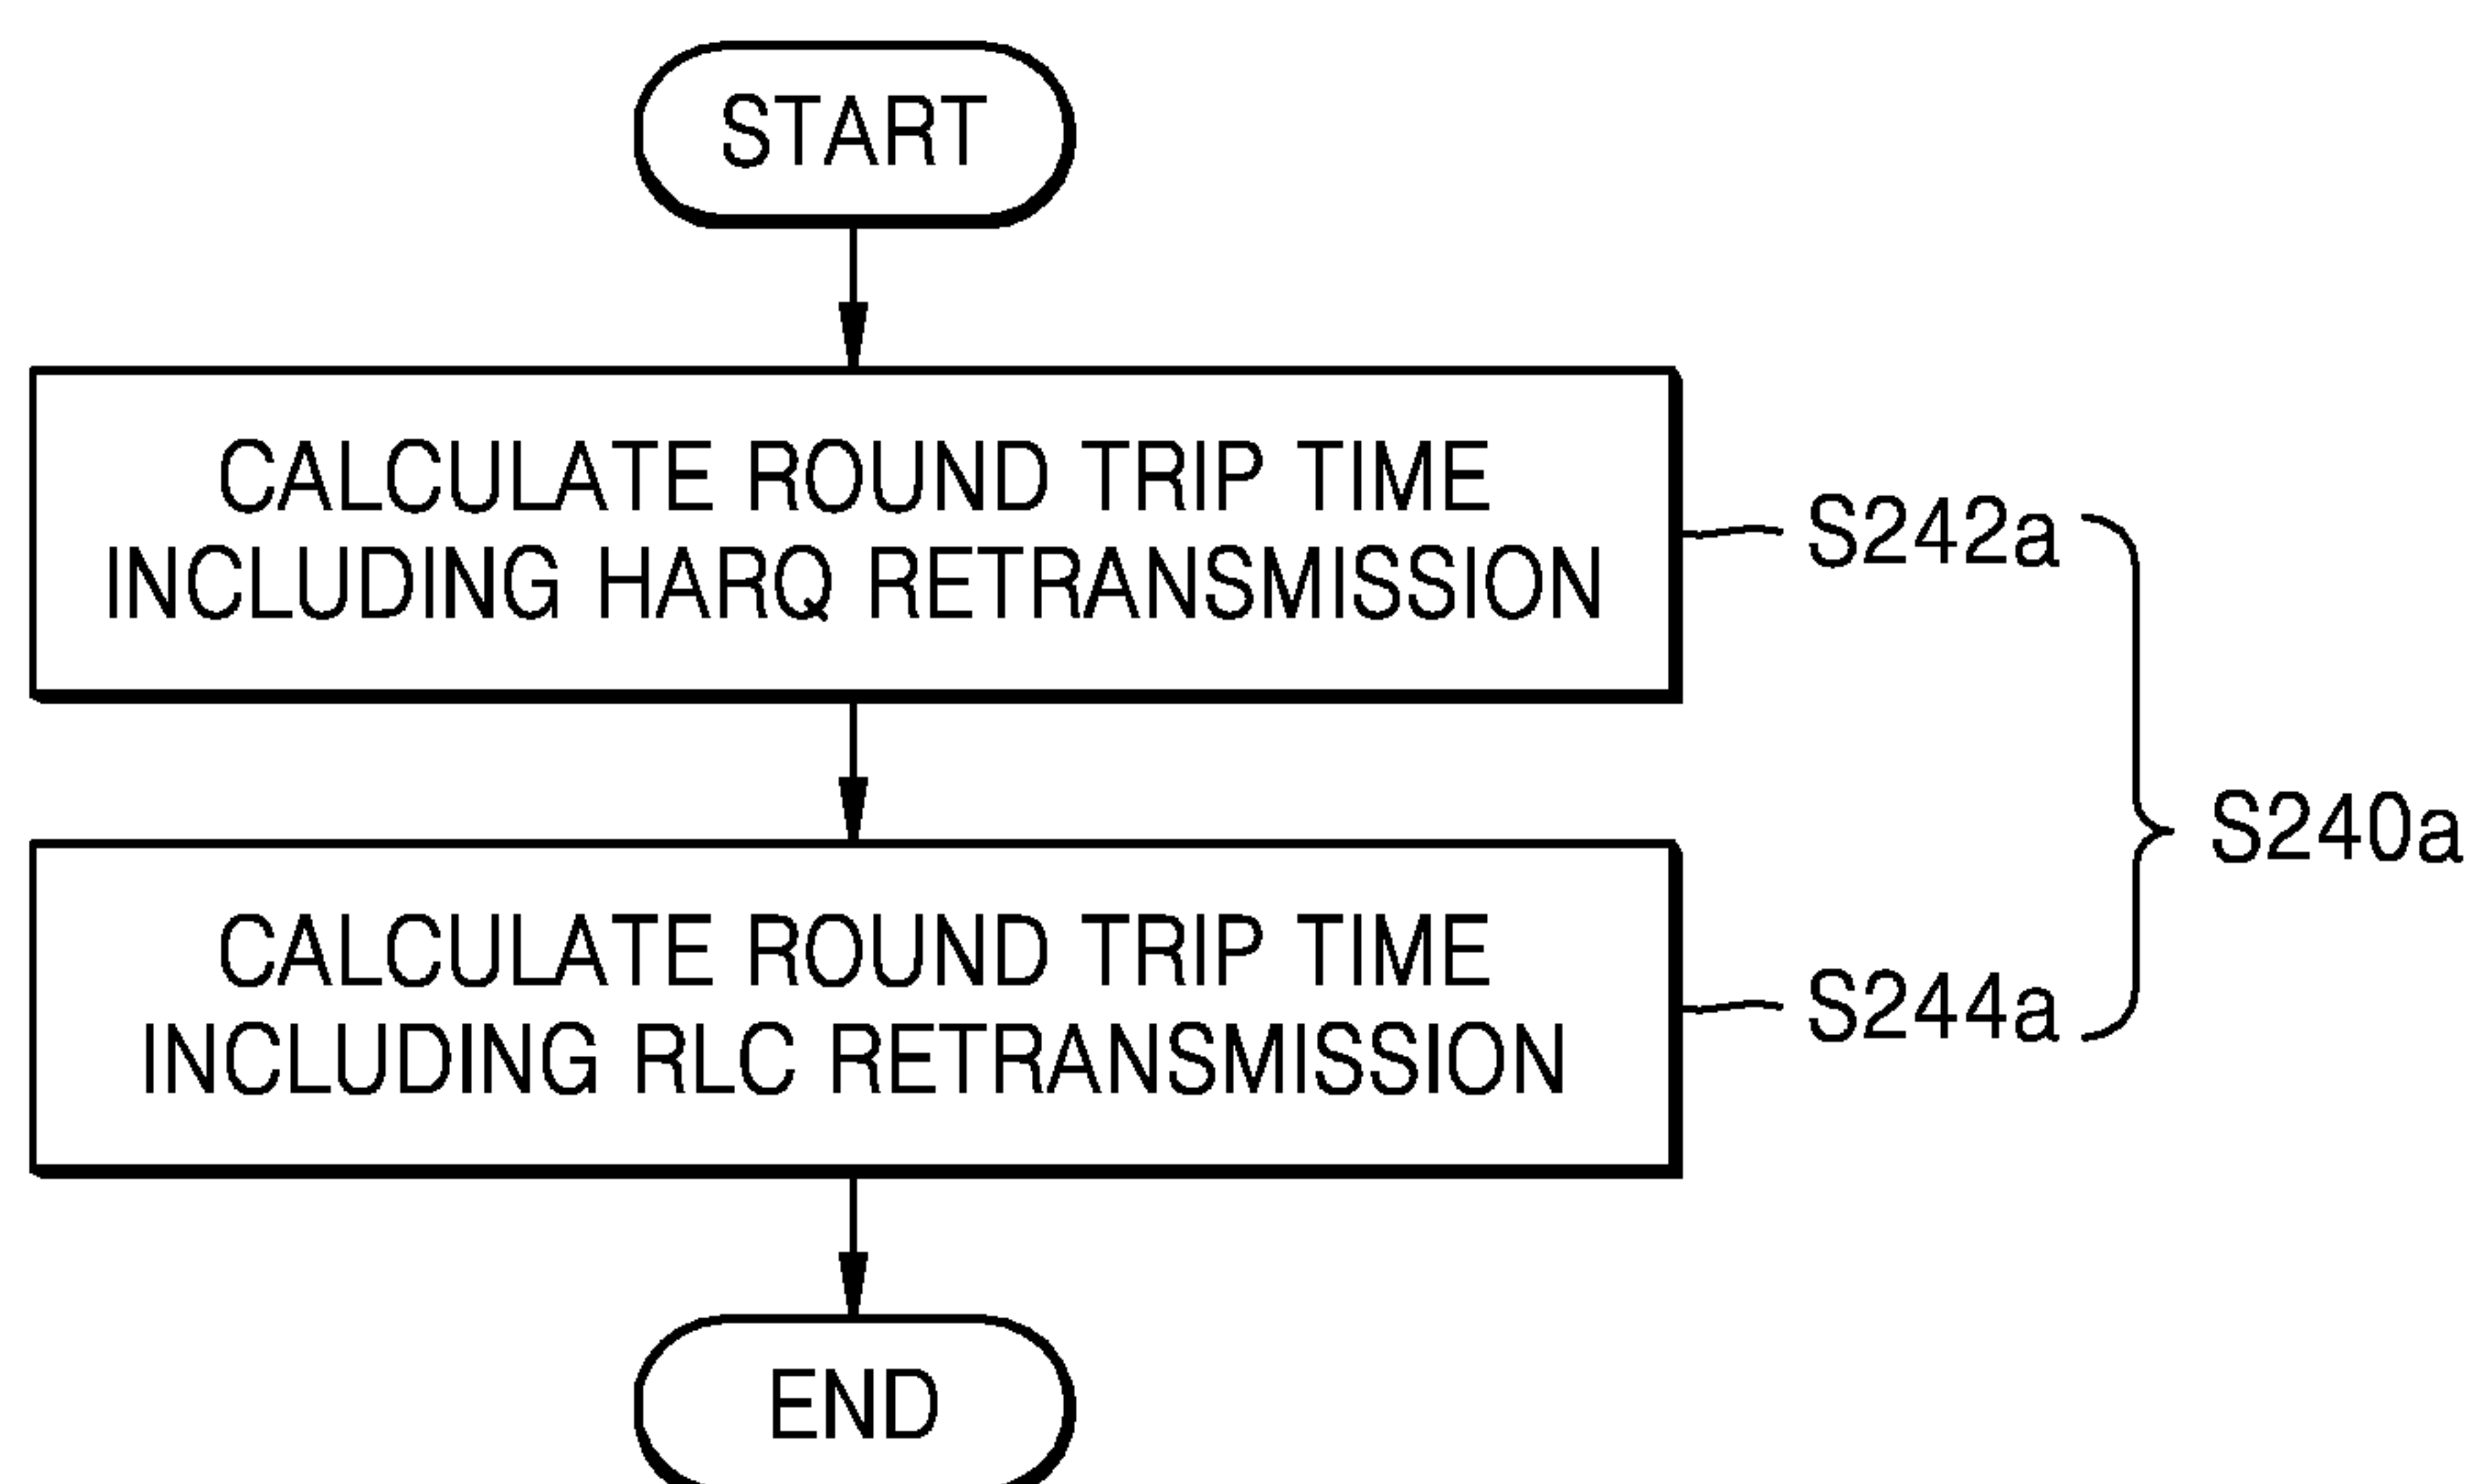 START
CALCULATE ROUND TRIP TIME
INCLUDING HARQ RETRANSMISSION
S242a
S240a
CALCULATE ROUND TRIP TIME
INCLUDING RLC RETRANSMISSION
S244a
END